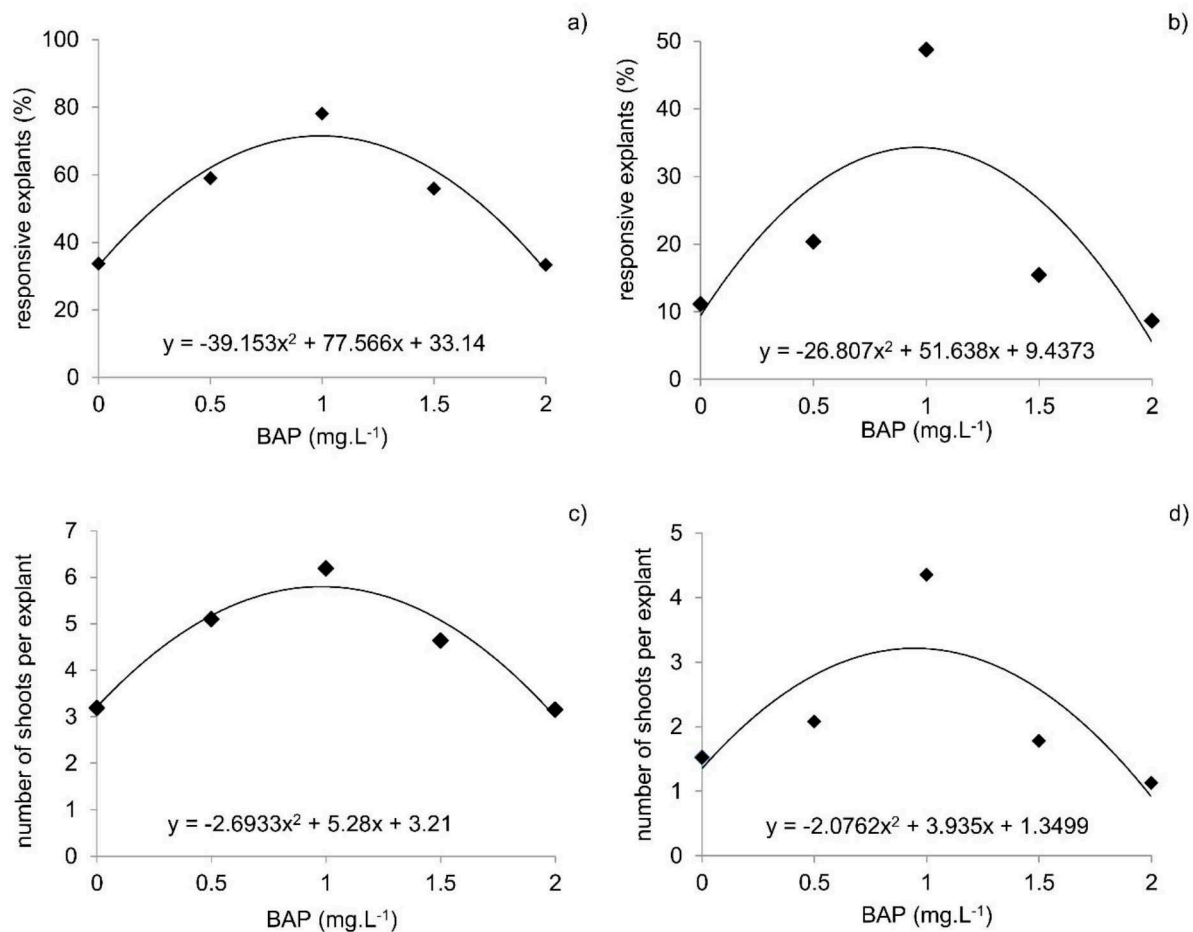 a)
100
80
60
40
20
0
responsive explants (%)
y = -39.153x² + 77.566x + 33.14
0 0.5 1 1.5 2
BAP (mg.L⁻¹)
b)
50
40
30
20
10
0
responsive explants (%)
y = -26.807x² + 51.638x + 9.4373
0 0.5 1 1.5 2
BAP (mg.L⁻¹)
c)
7
6
5
4
3
2
1
0
number of shoots per explant
y = -2.6933x² + 5.28x + 3.21
0 0.5 1 1.5 2
BAP (mg.L⁻¹)
d)
5
4
3
2
1
0
number of shoots per explant
y = -2.0762x² + 3.935x + 1.3499
0 0.5 1 1.5 2
BAP (mg.L⁻¹)